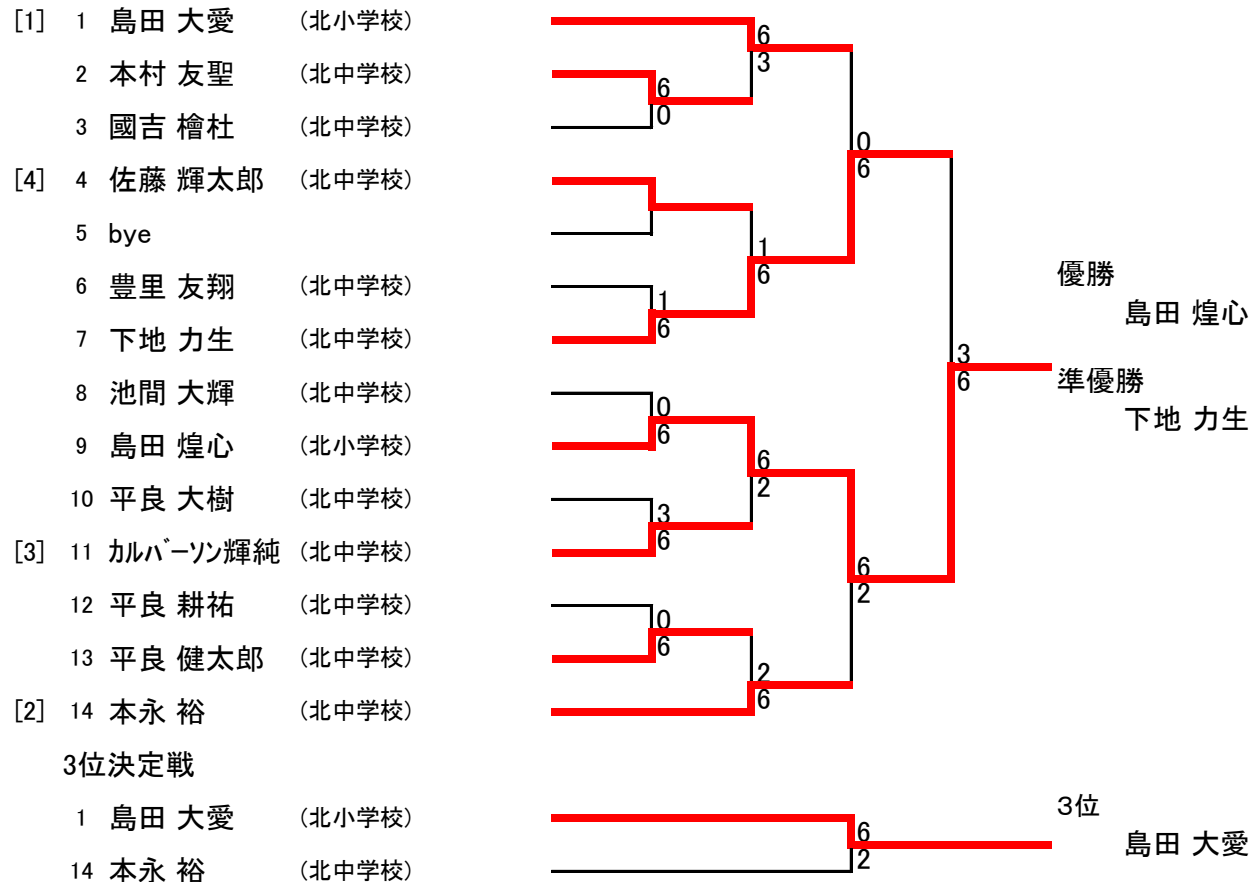 [1] 1 島田 大愛 (北小学校)
6
3
2 本村 友聖 (北中学校)
6
0
3 國吉 檜杜 (北中学校)
0
6
[4] 4 佐藤 輝太郎 (北中学校)
5 bye
1
6
6 豊里 友翔 (北中学校)
1
6
7 下地 力生 (北中学校)
優勝
島田 煌心
3
6
準優勝
下地 力生
8 池間 大輝 (北中学校)
0
6
9 島田 煌心 (北小学校)
6
2
10 平良 大樹 (北中学校)
3
6
[3] 11 カルバーソン輝純 (北中学校)
6
2
12 平良 耕祐 (北中学校)
0
6
13 平良 健太郎 (北中学校)
2
6
[2] 14 本永 裕 (北中学校)
3位決定戦
1 島田 大愛 (北小学校)
6
2
3位
島田 大愛
14 本永 裕 (北中学校)